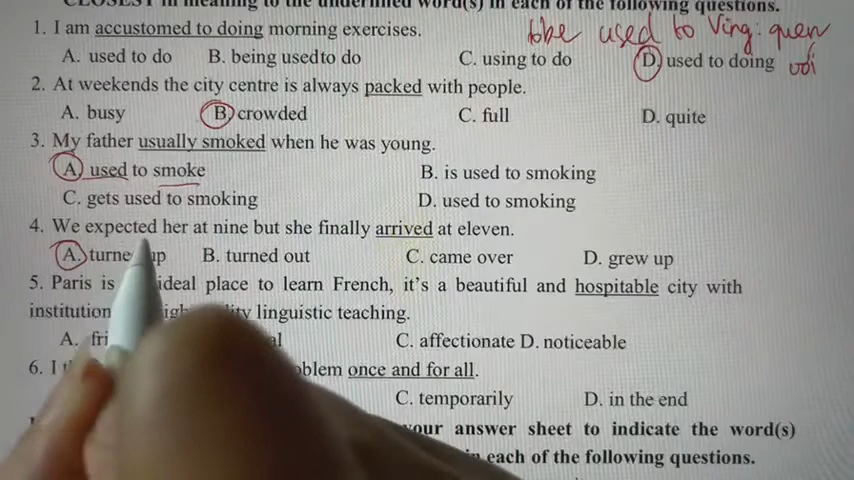 CLOSEST in meaning to the underlined word(s) in each of the following questions.
1. I am accustomed to doing morning exercises.
tobe used to Ving: quen
với
A. used to do B. being used to do C. using to do D. used to doing
2. At weekends the city centre is always packed with people.
A. busy B. crowded C. full D. quite
3. My father usually smoked when he was young.
A. used to smoke B. is used to smoking
C. gets used to smoking D. used to smoking
4. We expected her at nine but she finally arrived at eleven.
A. turne up B. turned out C. came over D. grew up
5. Paris is ideal place to learn French, it's a beautiful and hospitable city with
institution linguistic teaching.
A. fri C. affectionate D. noticeable
6. I once and for all.
C. temporarily D. in the end
your answer sheet to indicate the word(s)
in each of the following questions.